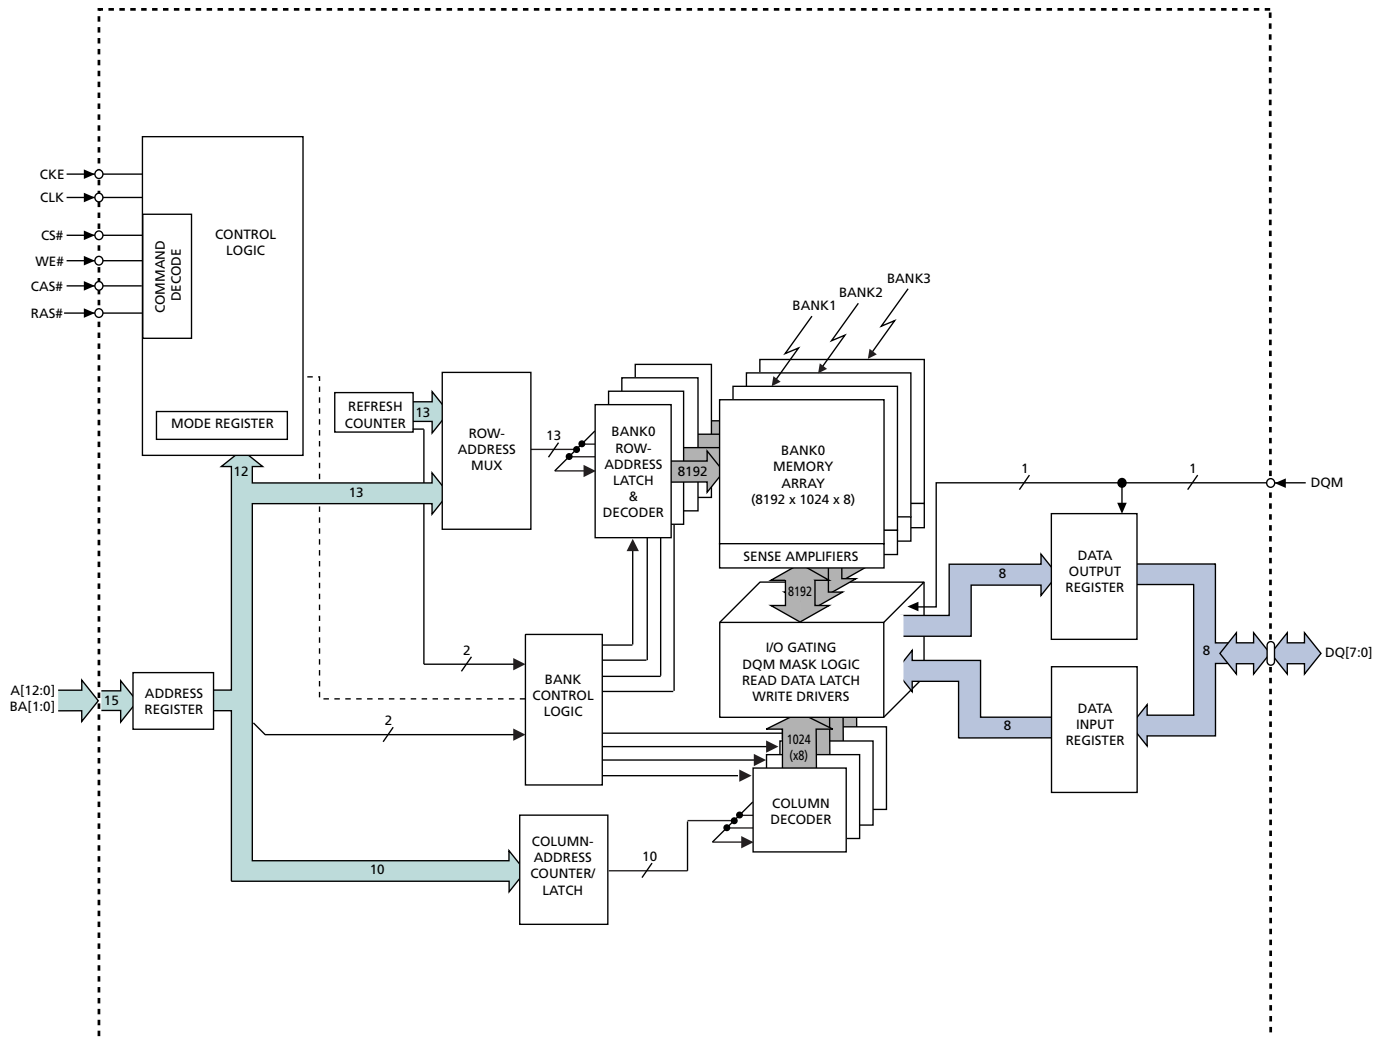 CKE
CLK
CS#
WE#
CAS#
RAS#
COMMAND
DECODE
CONTROL
LOGIC
MODE REGISTER
12
REFRESH
COUNTER
13
13
ROW-
ADDRESS
MUX
13
BANK0
ROW-
ADDRESS
LATCH
&
DECODER
8192
BANK1
BANK2
BANK3
BANK0
MEMORY
ARRAY
(8192 x 1024 x 8)
SENSE AMPLIFIERS
8192
I/O GATING
DQM MASK LOGIC
READ DATA LATCH
WRITE DRIVERS
1
1
DQM
8
DATA
OUTPUT
REGISTER
8
DQ[7:0]
8
DATA
INPUT
REGISTER
A[12:0]
BA[1:0]
15
ADDRESS
REGISTER
2
2
BANK
CONTROL
LOGIC
1024
(x8)
COLUMN
DECODER
10
COLUMN-
ADDRESS
COUNTER/
LATCH
10